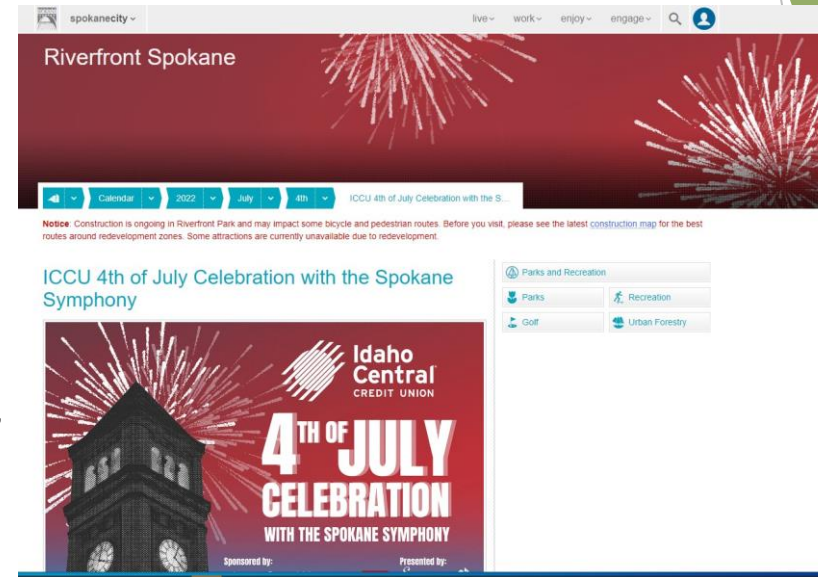 spokanecity
live work enjoy engage
Riverfront Spokane
Calendar 2022 July 4th ICCU 4th of July Celebration with the S...
Notice: Construction is ongoing in Riverfront Park and may impact some bicycle and pedestrian routes. Before you visit, please see the latest construction map for the best
routes around redevelopment zones. Some attractions are currently unavailable due to redevelopment.
ICCU 4th of July Celebration with the Spokane
Symphony
Parks and Recreation
Parks Recreation
Golf Urban Forestry
Idaho
Central
CREDIT UNION
4TH OF JULY
CELEBRATION
WITH THE SPOKANE SYMPHONY
Sponsored by: Presented by: